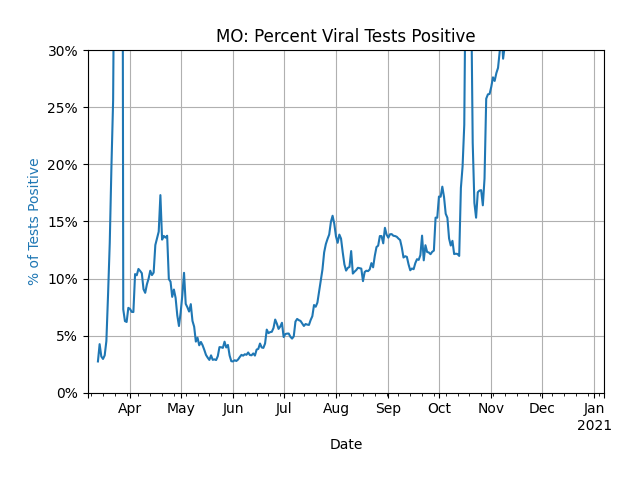 MO: Percent Viral Tests Positive
30%
25%
20%
15%
10%
5%
0%
% of Tests Positive
Apr May Jun Jul Aug Sep Oct Nov Dec Jan
2021
Date